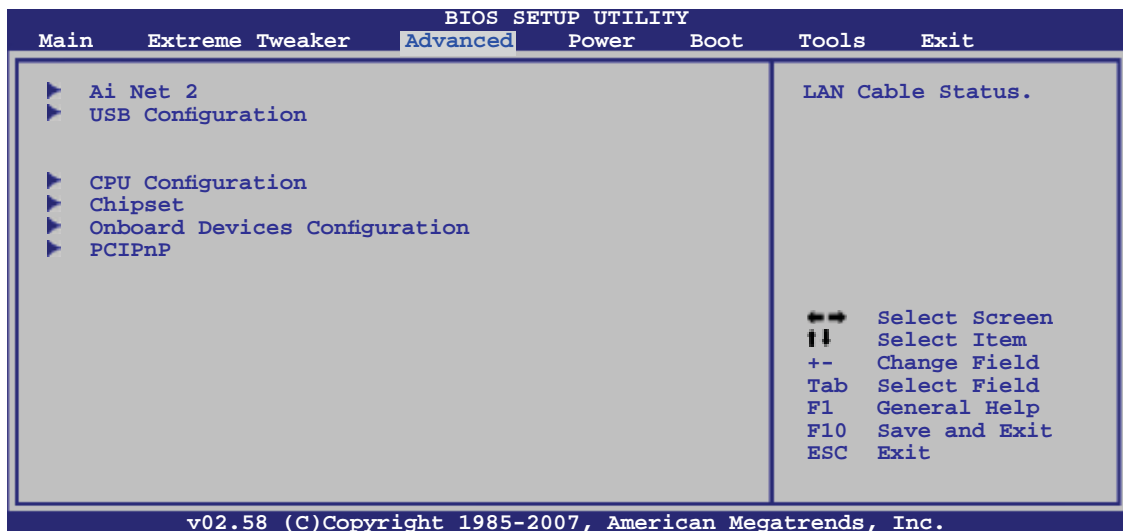 BIOS SETUP UTILITY
Main Extreme Tweaker Advanced Power Boot Tools Exit
Ai Net 2
USB Configuration
CPU Configuration
Chipset
Onboard Devices Configuration
PCIPnP
LAN Cable Status.
Select Screen
Select Item
+- Change Field
Tab Select Field
F1 General Help
F10 Save and Exit
ESC Exit
v02.58 (C)Copyright 1985-2007, American Megatrends, Inc.